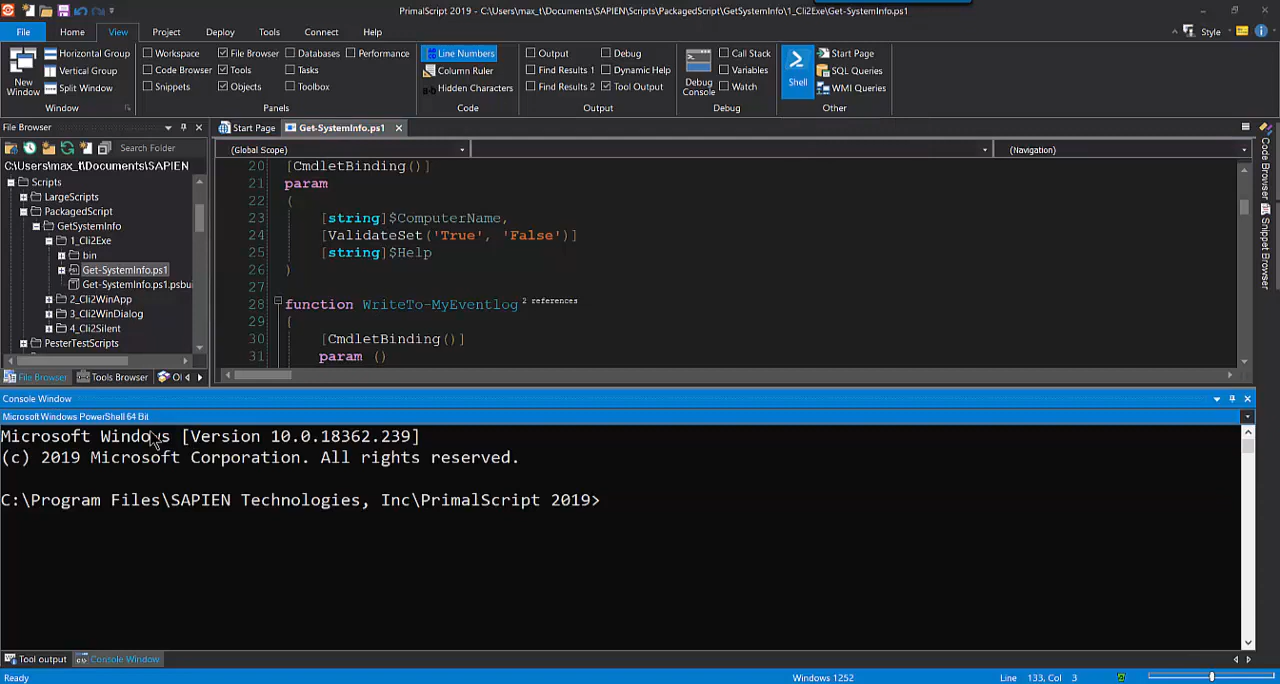 PrimalScript 2019 - C:\Users\max_t\Documents\SAPIEN\Scripts\PackagedScript\GetSystemInfo\1_Cli2Exe\Get-SystemInfo.ps1
File Home View Project Deploy Tools Connect Help Style
New Window
Horizontal Group
Vertical Group
Split Window
Window
Workspace File Browser Databases Performance
Code Browser Tools Tasks
Snippets Objects Toolbox
Panels
Line Numbers
Column Ruler
Hidden Characters
Code
Output Debug
Find Results 1 Dynamic Help
Find Results 2 Tool Output
Output
Debug Console
Call Stack
Variables
Watch
Debug
Shell
Start Page
SQL Queries
WMI Queries
Other
File Browser
Search Folder
C:\Users\max_t\Documents\SAPIEN
Scripts
LargeScripts
PackagedScript
GetSystemInfo
1_Cli2Exe
bin
Get-SystemInfo.ps1
Get-SystemInfo.ps1.psbu
2_Cli2WinApp
3_Cli2WinDialog
4_Cli2Silent
PesterTestScripts
File Browser Tools Browser
Start Page Get-SystemInfo.ps1
(Global Scope) (Navigation)
20 [CmdletBinding()]
21 param
22 (
23 [string]$ComputerName,
24 [ValidateSet('True', 'False')]
25 [string]$Help
26 )
27
28 function WriteTo-MyEventlog 2 references
29 {
30 [CmdletBinding()]
31 param ()
Code Browser
Snippet Browser
Console Window
Microsoft Windows PowerShell 64 Bit
Microsoft Windows [Version 10.0.18362.239]
(c) 2019 Microsoft Corporation. All rights reserved.
C:\Program Files\SAPIEN Technologies, Inc\PrimalScript 2019>
Tool output Console Window
Ready Windows 1252 Line 133, Col 3